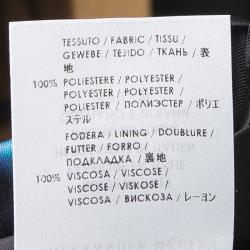 TESSUTO / FABRIC / TISSU /
GEWEBE / TEJIDO / ТКАНЬ / 表
地
100% POLIESTERE / POLYESTER /
POLYESTER / POLYESTER /
POLIESTER / ПОЛИЭСТЕР / ポリエ
ステル
FODERA / LINING / DOUBLURE /
FUTTER / FORRO /
ПОДКЛАДКА / 裏地
100% VISCOSA / VISCOSE /
VISCOSE / VISKOSE /
VISCOSA / ВИСКОЗА / レーヨン